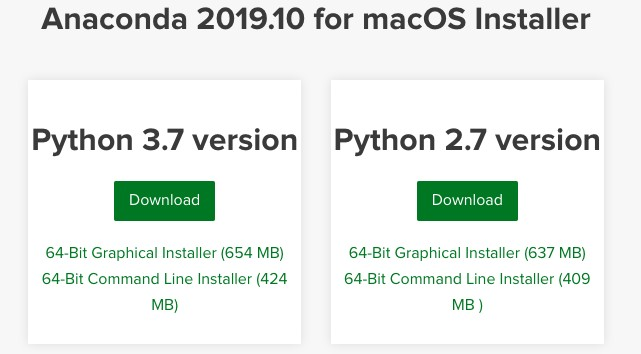 Anaconda 2019.10 for macOS Installer
Python 3.7 version
Download
64-Bit Graphical Installer (654 MB)
64-Bit Command Line Installer (424
MB)
Python 2.7 version
Download
64-Bit Graphical Installer (637 MB)
64-Bit Command Line Installer (409
MB )